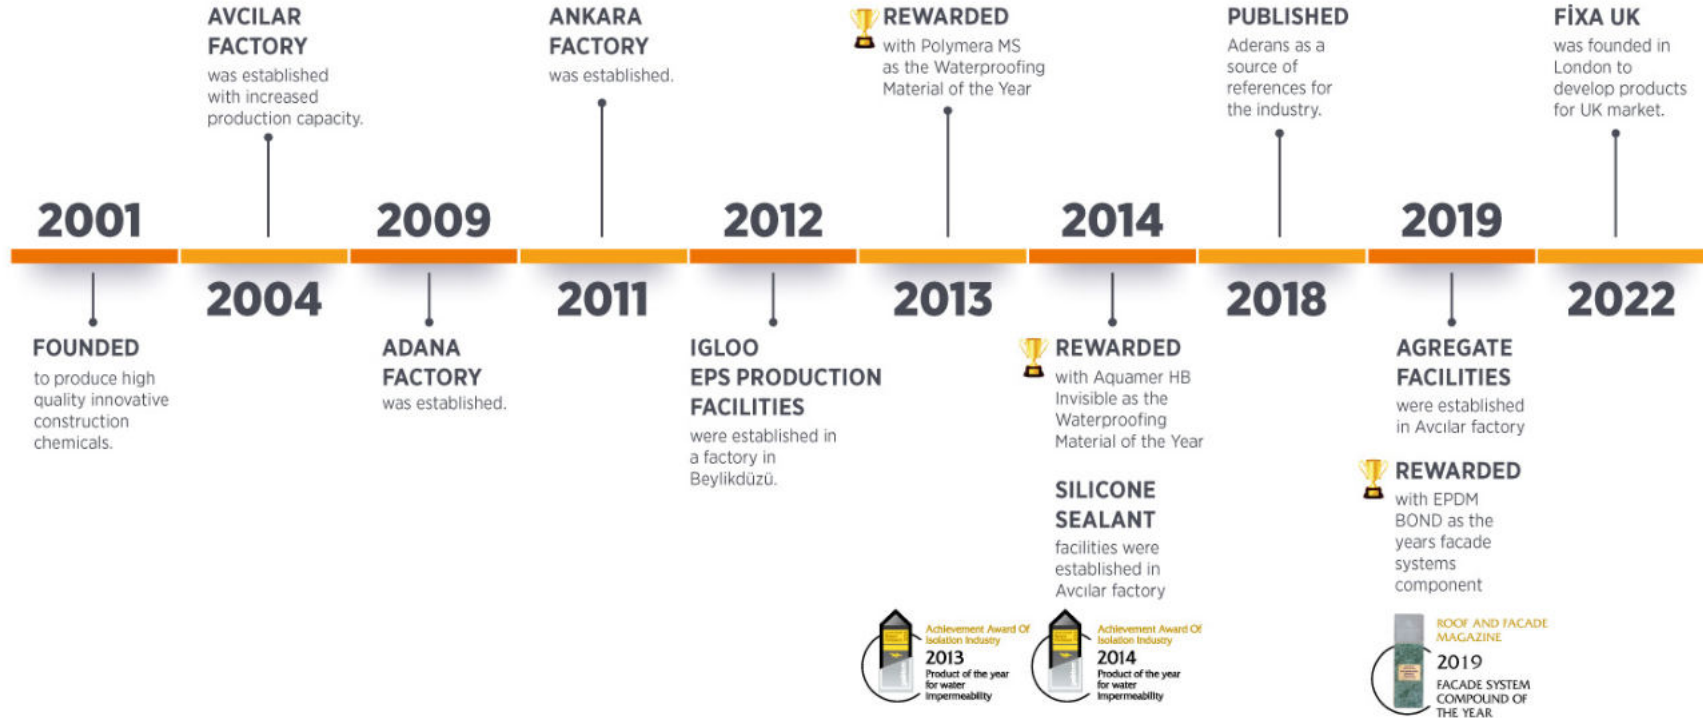 AVCILAR
FACTORY
was established
with increased
production capacity.
ANKARA
FACTORY
was established.
REWARDED
with Polymera MS
as the Waterproofing
Material of the Year
PUBLISHED
Aderans as a
source of
references for
the industry.
FİXA UK
was founded in
London to
develop products
for UK market.
2001
2009
2012
2014
2019
2004
2011
2013
2018
2022
FOUNDED
to produce high
quality innovative
construction
chemicals.
ADANA
FACTORY
was established.
IGLOO
EPS PRODUCTION
FACILITIES
were established in
a factory in
Beylikdüzü.
REWARDED
with Aquamer HB
Invisible as the
Waterproofing
Material of the Year
SILICONE
SEALANT
facilities were
established in
Avcılar factory
AGREGATE
FACILITIES
were established
in Avcılar factory
REWARDED
with EPDM
BOND as the
years facade
systems
component
Achievement Award Of
Isolation Industry
2013
Product of the year
for water
impermeability
Achievement Award Of
Isolation Industry
2014
Product of the year
for water
impermeability
ROOF AND FACADE
MAGAZINE
2019
FACADE SYSTEM
COMPOUND OF
THE YEAR